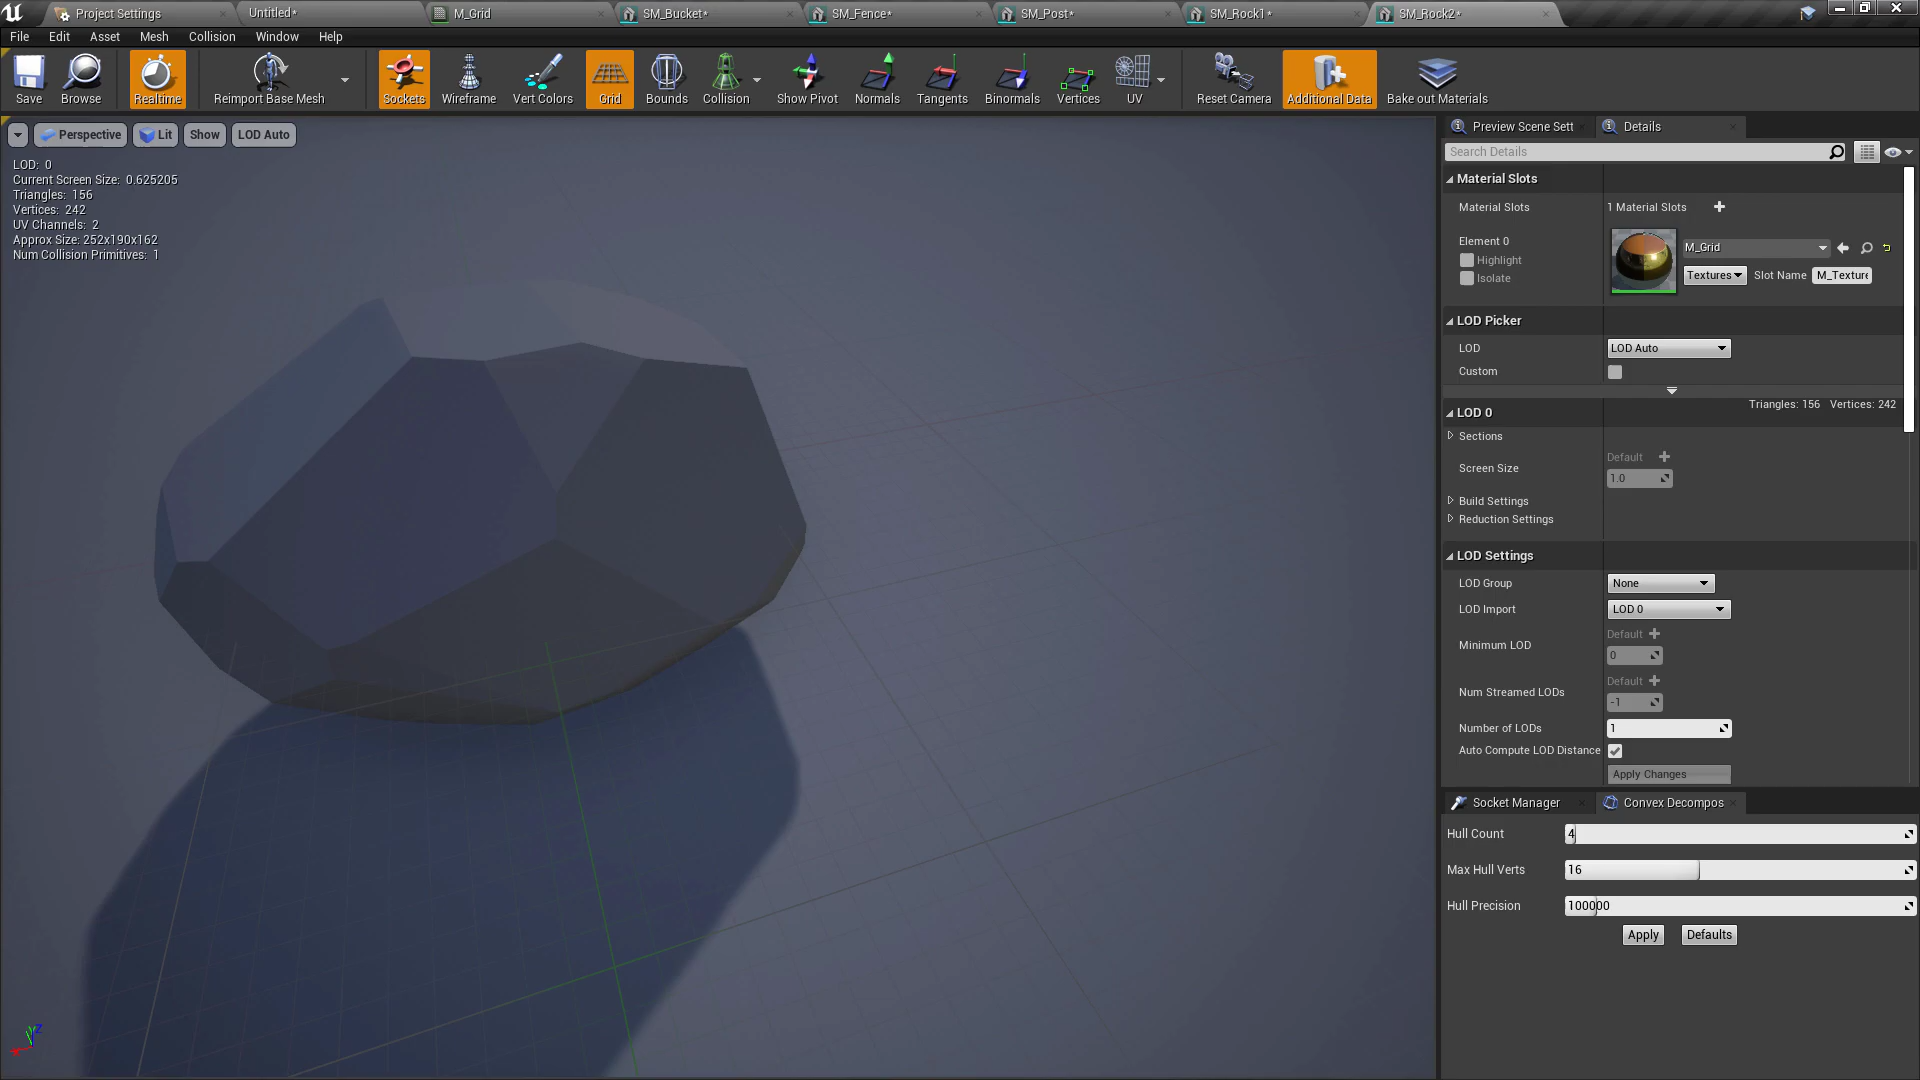 Project Settings
Untitled*
M_Grid
SM_Bucket*
SM_Fence*
SM_Post*
SM_Rock1*
SM_Rock2*
File Edit Asset Mesh Collision Window Help
Save
Browse
Realtime
Reimport Base Mesh
Sockets
Wireframe
Vert Colors
Grid
Bounds
Collision
Show Pivot
Normals
Tangents
Binormals
Vertices
UV
Reset Camera
Additional Data
Bake out Materials
Perspective Lit Show LOD Auto
LOD: 0
Current Screen Size: 0.625205
Triangles: 156
Vertices: 242
UV Channels: 2
Approx Size: 252x190x162
Num Collision Primitives: 1
Preview Scene Sett
Details
Search Details
Material Slots
Material Slots 1 Material Slots
Element 0
Highlight
Isolate
M_Grid
Textures Slot Name M_Texture
LOD Picker
LOD LOD Auto
Custom
LOD 0 Triangles: 156 Vertices: 242
Sections
Screen Size Default
1.0
Build Settings
Reduction Settings
LOD Settings
LOD Group None
LOD Import LOD 0
Minimum LOD Default
0
Num Streamed LODs Default
-1
Number of LODs 1
Auto Compute LOD Distance
Apply Changes
Socket Manager
Convex Decompos
Hull Count 4
Max Hull Verts 16
Hull Precision 100000
Apply Defaults